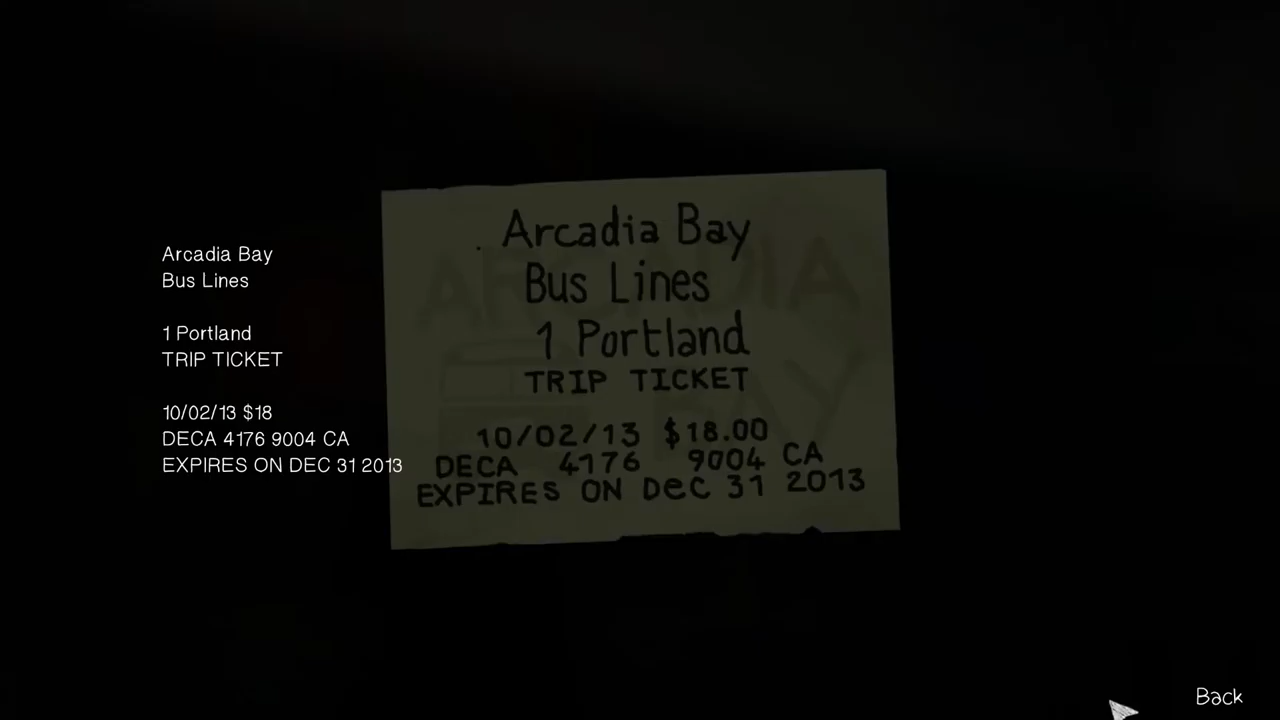 Arcadia Bay
Bus Lines
1 Portland
TRIP TICKET
10/02/13 $18
DECA 4176 9004 CA
EXPIRES ON DEC 31 2013
ARCADIA
BAY
Arcadia Bay
Bus Lines
1 Portland
TRIP TICKET
10/02/13 $18.00
DECA 4176 9004 CA
EXPIRES ON DeC 31 2013
Back